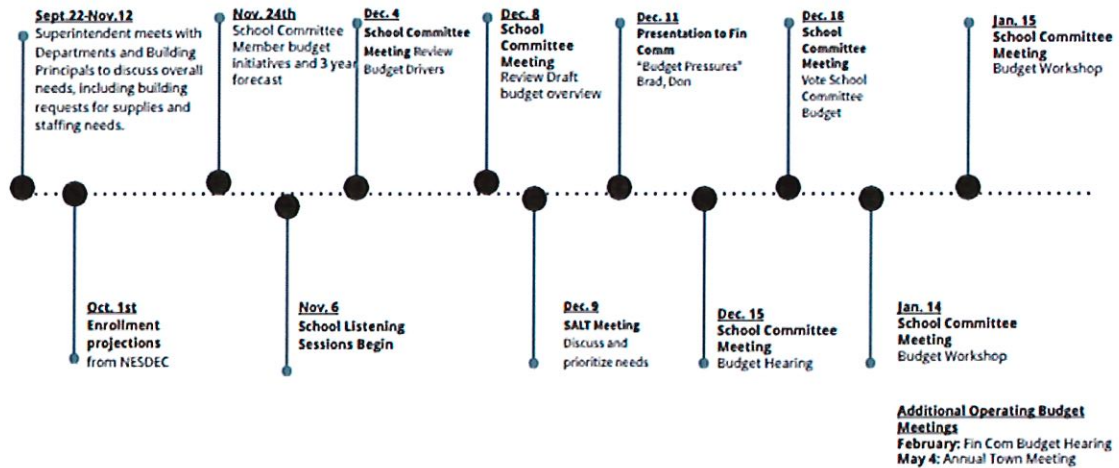 Sept.22-Nov.12
Superintendent meets with
Departments and Building
Principals to discuss overall
needs, including building
requests for supplies and
staffing needs.
Nov. 24th
School Committee
Member budget
initiatives and 3 year
forecast
Dec. 4
School Committee
Meeting Review
Budget Drivers
Dec. 8
School
Committee
Meeting
Review Draft
budget overview
Dec. 11
Presentation to Fin
Comm
"Budget Pressures"
Brad, Don
Dec. 18
School
Committee
Meeting
Vote School
Committee
Budget
Jan. 15
School Committee
Meeting
Budget Workshop
Oct. 1st
Enrollment
projections
from NESDEC
Nov. 6
School Listening
Sessions Begin
Dec. 9
SALT Meeting
Discuss and
prioritize needs
Dec. 15
School Committee
Meeting
Budget Hearing
Jan. 14
School Committee
Meeting
Budget Workshop
Additional Operating Budget
Meetings
February: Fin Com Budget Hearing
May 4: Annual Town Meeting